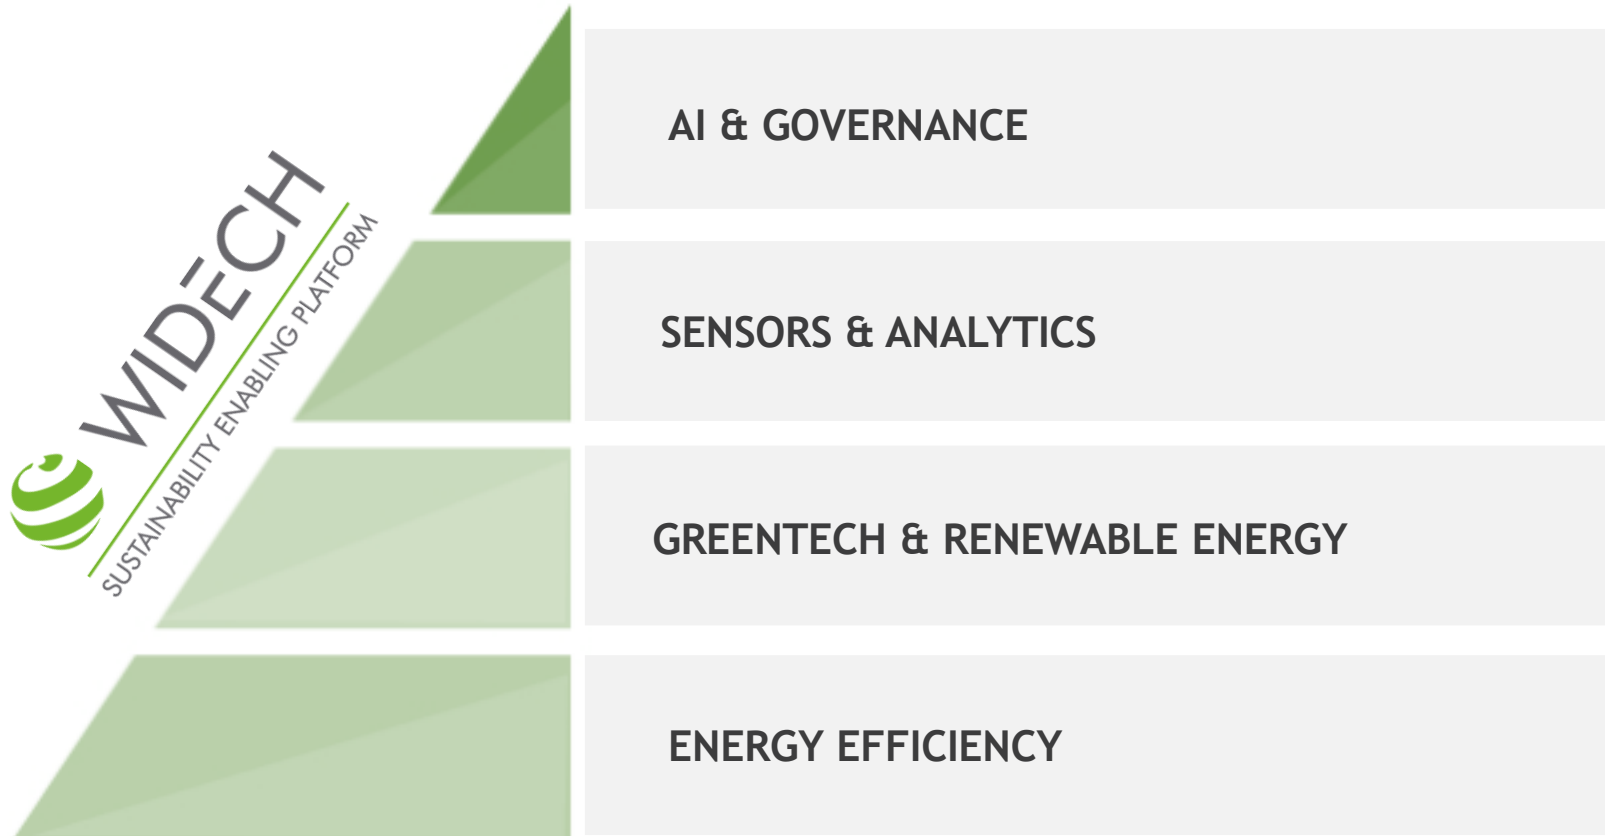 WIDECH
SUSTAINABILITY ENABLING PLATFORM
AI & GOVERNANCE
SENSORS & ANALYTICS
GREENTECH & RENEWABLE ENERGY
ENERGY EFFICIENCY